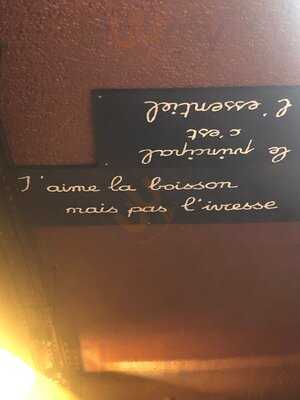 le principal
c'est
l'essentiel
J'aime la boisson
mais pas l'ivresse